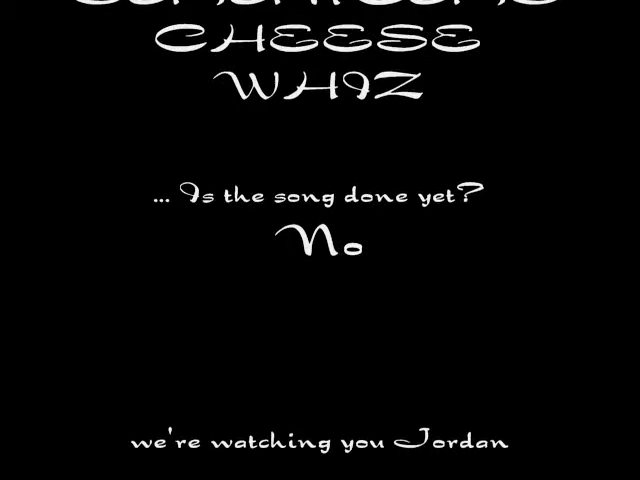 CHEESE
WHIZ
... Is the song done yet?
No
we're watching you Jordan